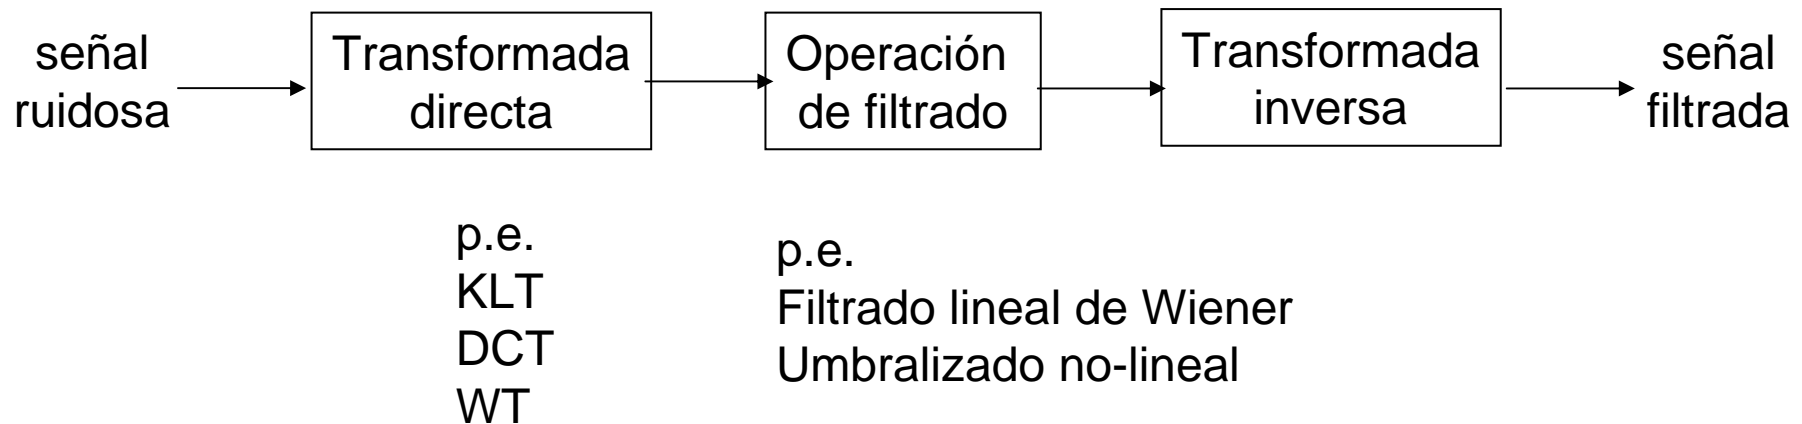 señal
ruidosa
Transformada
directa
Operación
de filtrado
Transformada
inversa
señal
filtrada
p.e.
KLT
DCT
WT
p.e.
Filtrado lineal de Wiener
Umbralizado no-lineal